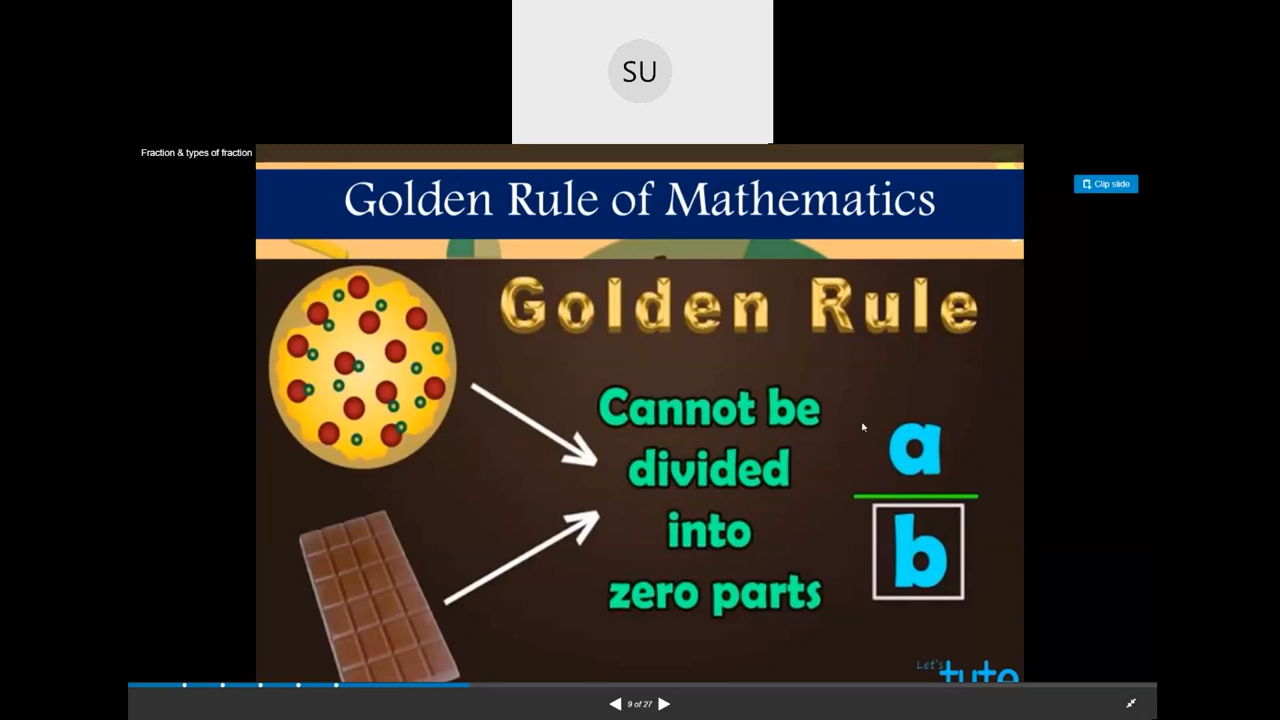 SU
Fraction & types of fraction
Clip slide
Golden Rule of Mathematics
Golden Rule
Cannot be
divided
into
zero parts
a
b
Let's
tute
9 of 27